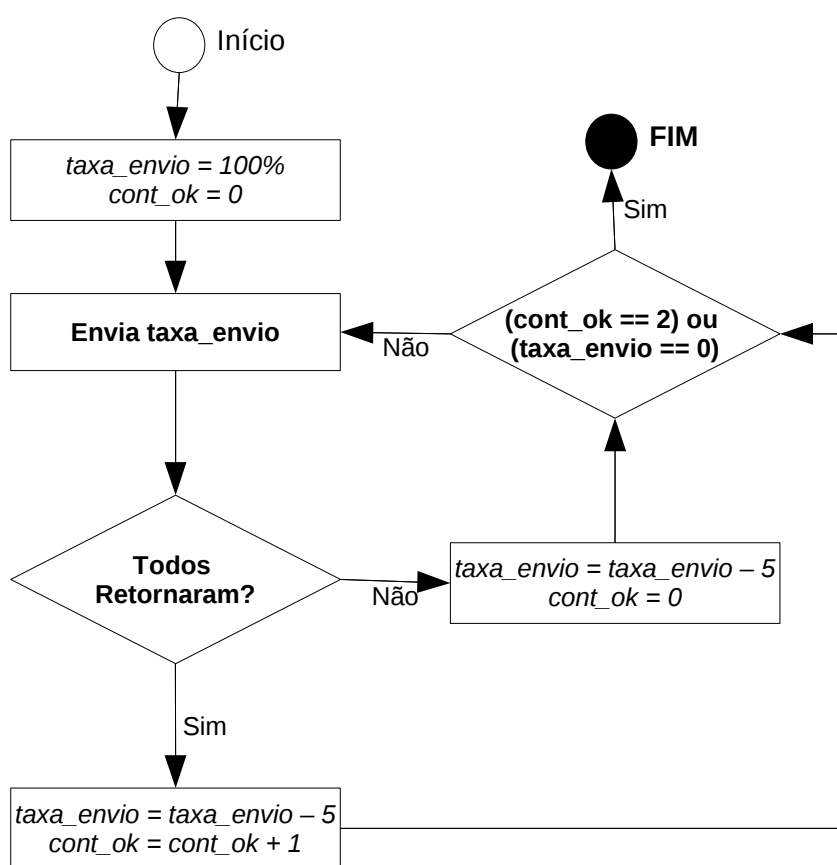 Início
taxa_envio = 100%
cont_ok = 0
Envia taxa_envio
Todos
Retornaram?
Sim
taxa_envio = taxa_envio – 5
cont_ok = cont_ok + 1
Não
taxa_envio = taxa_envio – 5
cont_ok = 0
(cont_ok == 2) ou
(taxa_envio == 0)
Não
Sim
FIM